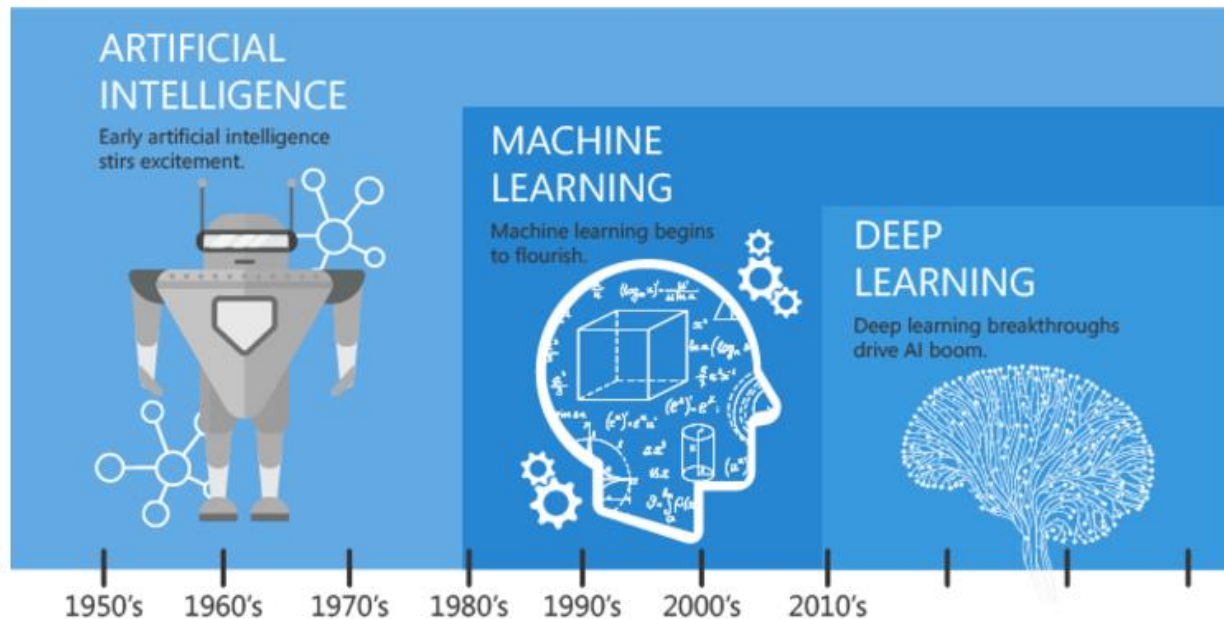 ARTIFICIAL
INTELLIGENCE
Early artificial intelligence
stirs excitement.
MACHINE
LEARNING
Machine learning begins
to flourish.
DEEP
LEARNING
Deep learning breakthroughs
drive AI boom.
1950's 1960's 1970's 1980's 1990's 2000's 2010's